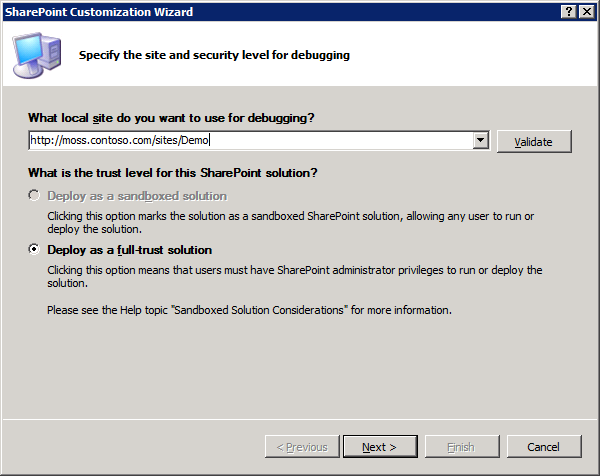 SharePoint Customization Wizard
Specify the site and security level for debugging
What local site do you want to use for debugging?
http://moss.contoso.com/sites/Demo
Validate
What is the trust level for this SharePoint solution?
Deploy as a sandboxed solution
Clicking this option marks the solution as a sandboxed SharePoint solution, allowing any user to run or
deploy the solution.
Deploy as a full-trust solution
Clicking this option means that users must have SharePoint administrator privileges to run or deploy the
solution.
Please see the Help topic "Sandboxed Solution Considerations" for more information.
< Previous
Next >
Finish
Cancel